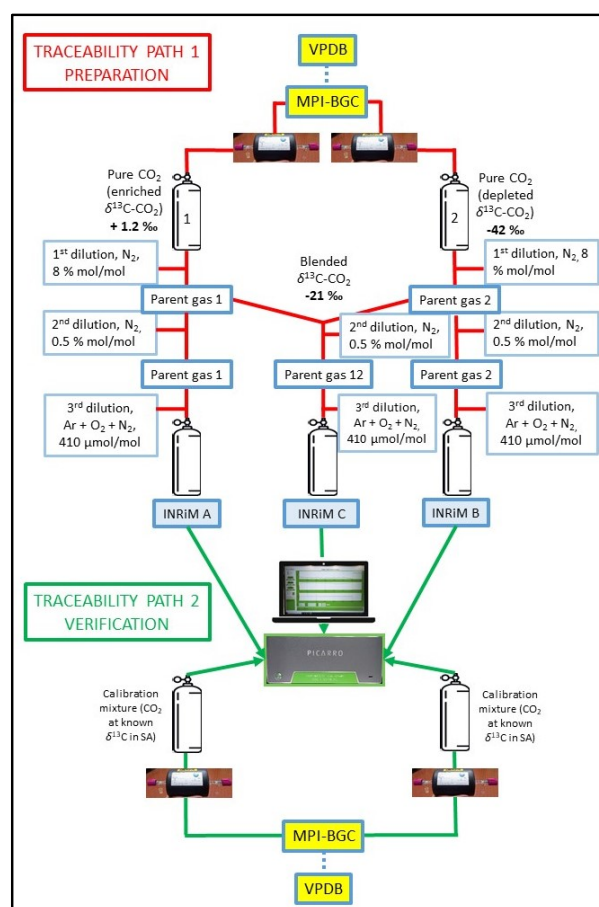 TRACEABILITY PATH 1
PREPARATION
VPDB
MPI-BGC
Pure CO₂
(enriched
δ¹³C-CO₂)
+ 1.2 ‰
1
Pure CO₂
(depleted
δ¹³C-CO₂)
-42 ‰
2
1st dilution, N₂,
8 % mol/mol
Blended
δ¹³C-CO₂
-21 ‰
1st dilution, N₂, 8
% mol/mol
Parent gas 1
Parent gas 2
2nd dilution, N₂,
0.5 % mol/mol
2nd dilution, N₂,
0.5 % mol/mol
2nd dilution, N₂,
0.5 % mol/mol
Parent gas 1
Parent gas 12
Parent gas 2
3rd dilution,
Ar + O₂ + N₂,
410 µmol/mol
3rd dilution,
Ar + O₂ + N₂,
410 µmol/mol
3rd dilution,
Ar + O₂ + N₂,
410 µmol/mol
INRiM A
INRiM C
INRiM B
TRACEABILITY PATH 2
VERIFICATION
PICARRO
Calibration
mixture (CO₂
at known
δ¹³C in SA)
Calibration
mixture (CO₂
at known
δ¹³C in SA)
MPI-BGC
VPDB